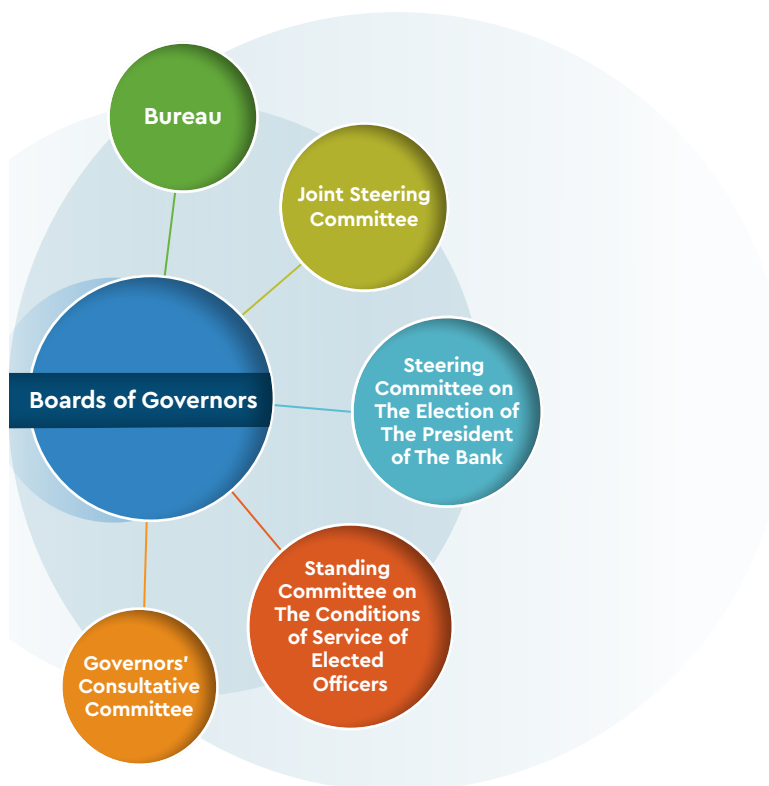 Bureau
Joint Steering
Committee
Steering
Committee on
The Election of
The President
of The Bank
Boards of Governors
Standing
Committee on
The Conditions
of Service of
Elected
Officers
Governors'
Consultative
Committee